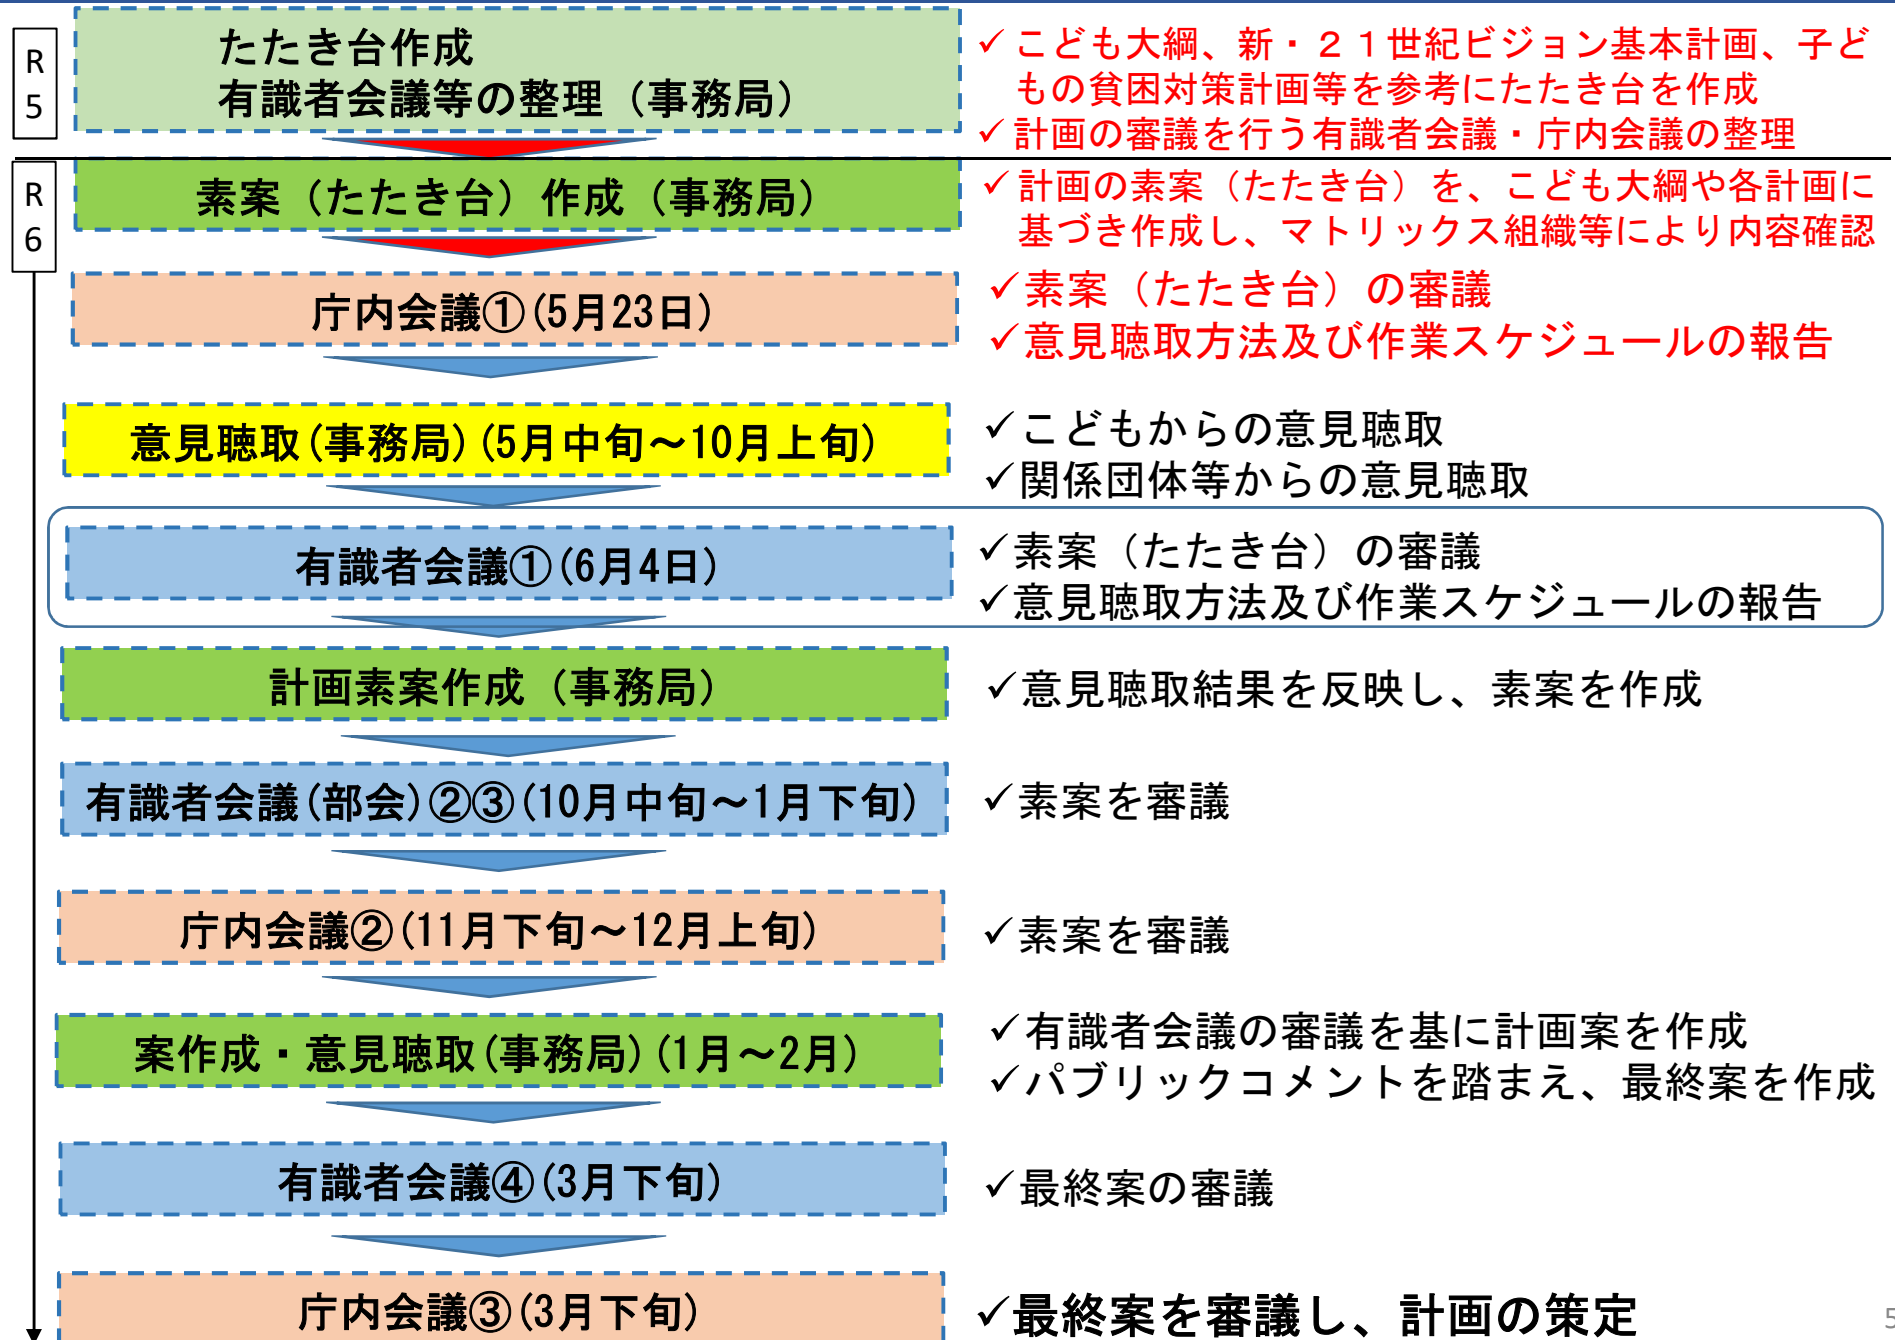 R
5
たたき台作成
有識者会議等の整理（事務局）
✓こども大綱、新・２１世紀ビジョン基本計画、子ど
もの貧困対策計画等を参考にたたき台を作成
✓計画の審議を行う有識者会議・庁内会議の整理
R
6
素案（たたき台）作成（事務局）
✓計画の素案（たたき台）を、こども大綱や各計画に
基づき作成し、マトリックス組織等により内容確認
庁内会議①(5月23日)
✓素案（たたき台）の審議
✓意見聴取方法及び作業スケジュールの報告
意見聴取(事務局)(5月中旬～10月上旬)
✓こどもからの意見聴取
✓関係団体等からの意見聴取
有識者会議①(6月4日)
✓素案（たたき台）の審議
✓意見聴取方法及び作業スケジュールの報告
計画素案作成（事務局）
✓意見聴取結果を反映し、素案を作成
有識者会議(部会)②③(10月中旬～1月下旬)
✓素案を審議
庁内会議②(11月下旬～12月上旬)
✓素案を審議
案作成・意見聴取(事務局)(1月～2月)
✓有識者会議の審議を基に計画案を作成
✓パブリックコメントを踏まえ、最終案を作成
有識者会議④(3月下旬)
✓最終案の審議
庁内会議③(3月下旬)
✓最終案を審議し、計画の策定
5